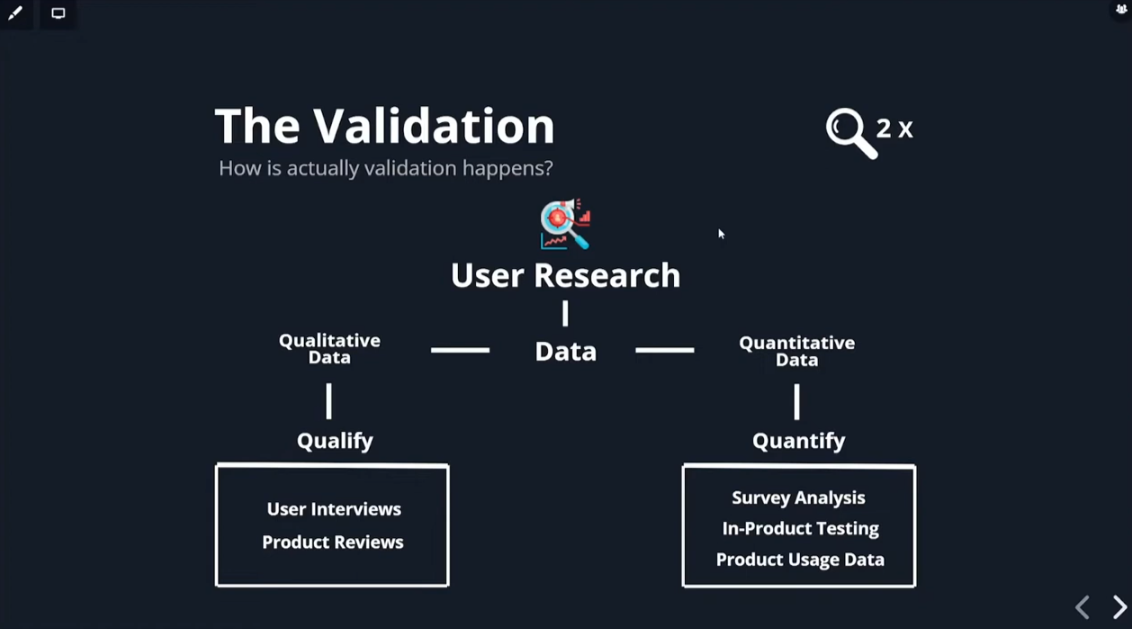 The Validation
2 x
How is actually validation happens?
User Research
Qualitative
Data
Data
Quantitative
Data
Qualify
Quantify
User Interviews
Product Reviews
Survey Analysis
In-Product Testing
Product Usage Data